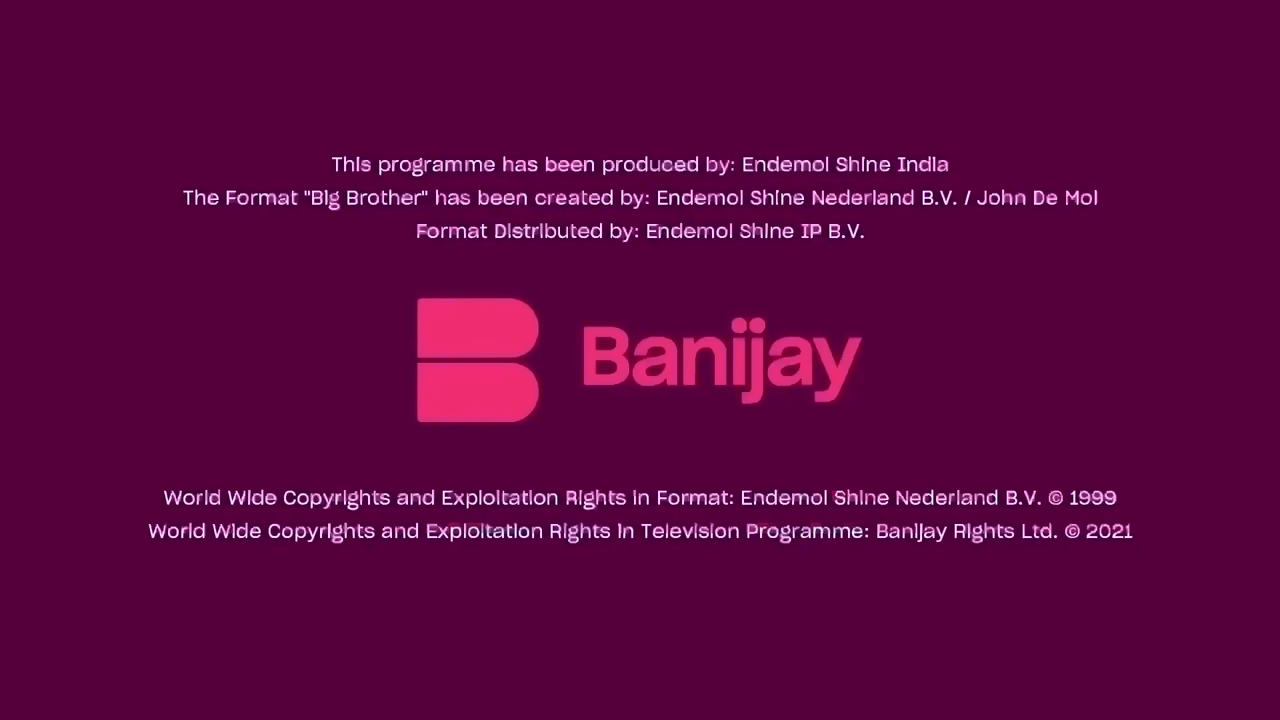 This programme has been produced by: Endemol Shine India
The Format "Big Brother" has been created by: Endemol Shine Nederland B.V. / John De Mol
Format Distributed by: Endemol Shine IP B.V.
Banijay
World Wide Copyrights and Exploitation Rights in Format: Endemol Shine Nederland B.V. © 1999
World Wide Copyrights and Exploitation Rights in Television Programme: Banijay Rights Ltd. © 2021